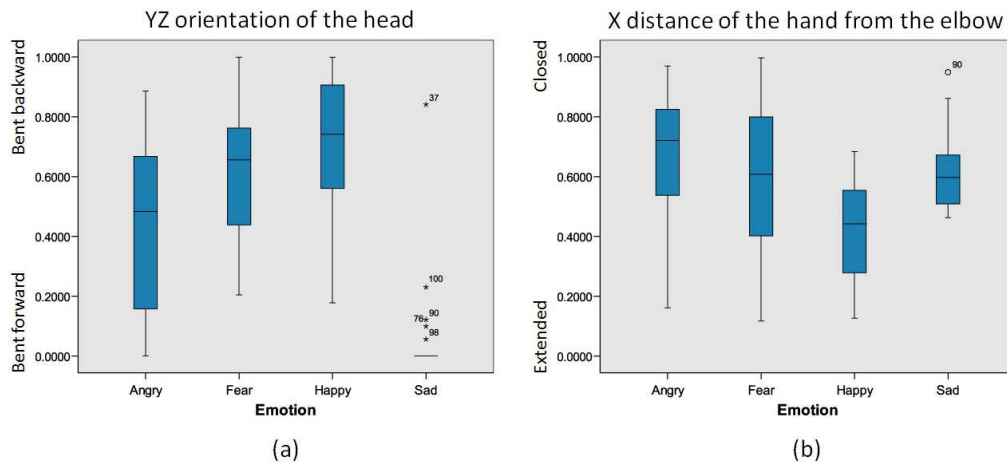 YZ orientation of the head
Bent backward
Bent forward
1.0000
0.8000
0.6000
0.4000
0.2000
0.0000
37
100
90
76
98
Angry Fear Happy Sad
Emotion
(a)
X distance of the hand from the elbow
Closed
Extended
1.0000
0.8000
0.6000
0.4000
0.2000
0.0000
90
Angry Fear Happy Sad
Emotion
(b)